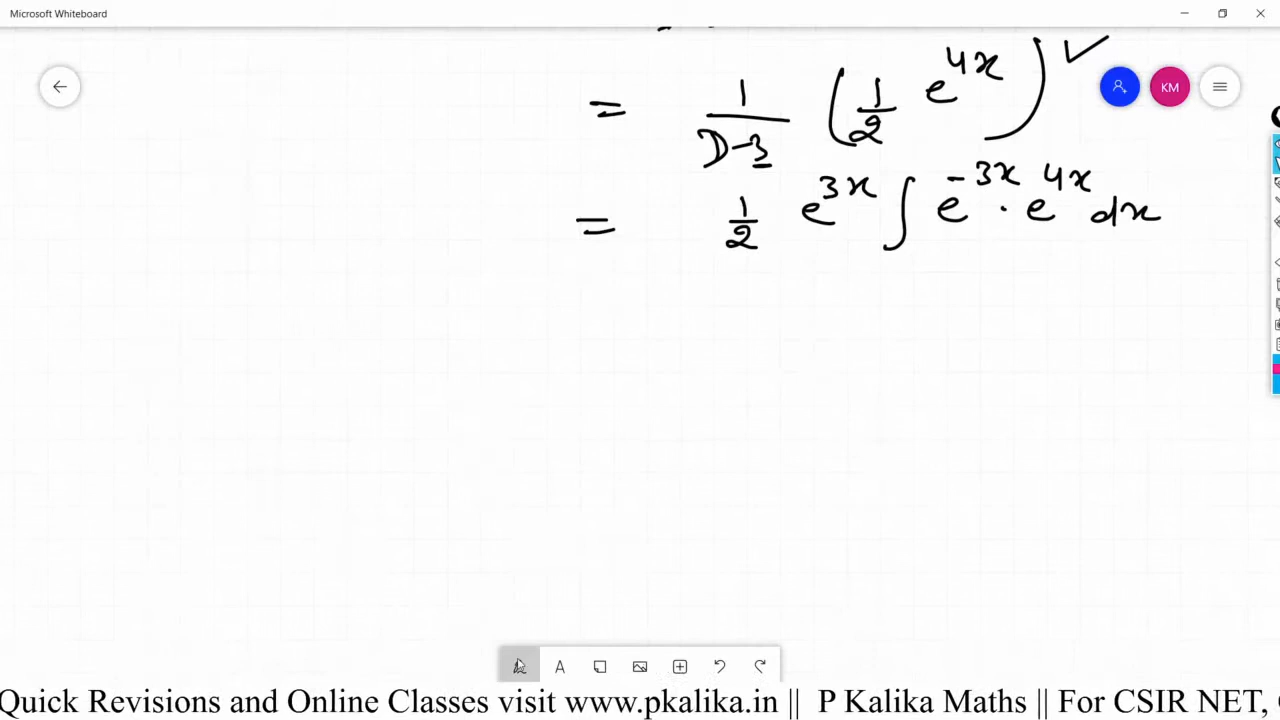 Microsoft Whiteboard
= 1/(D-3) (1/2 e^{4x}) ✓
KM
= 1/2 e^{3x} ∫ e^{-3x} · e^{4x} dx
A
Quick Revisions and Online Classes visit www.pkalika.in || P Kalika Maths || For CSIR NET,